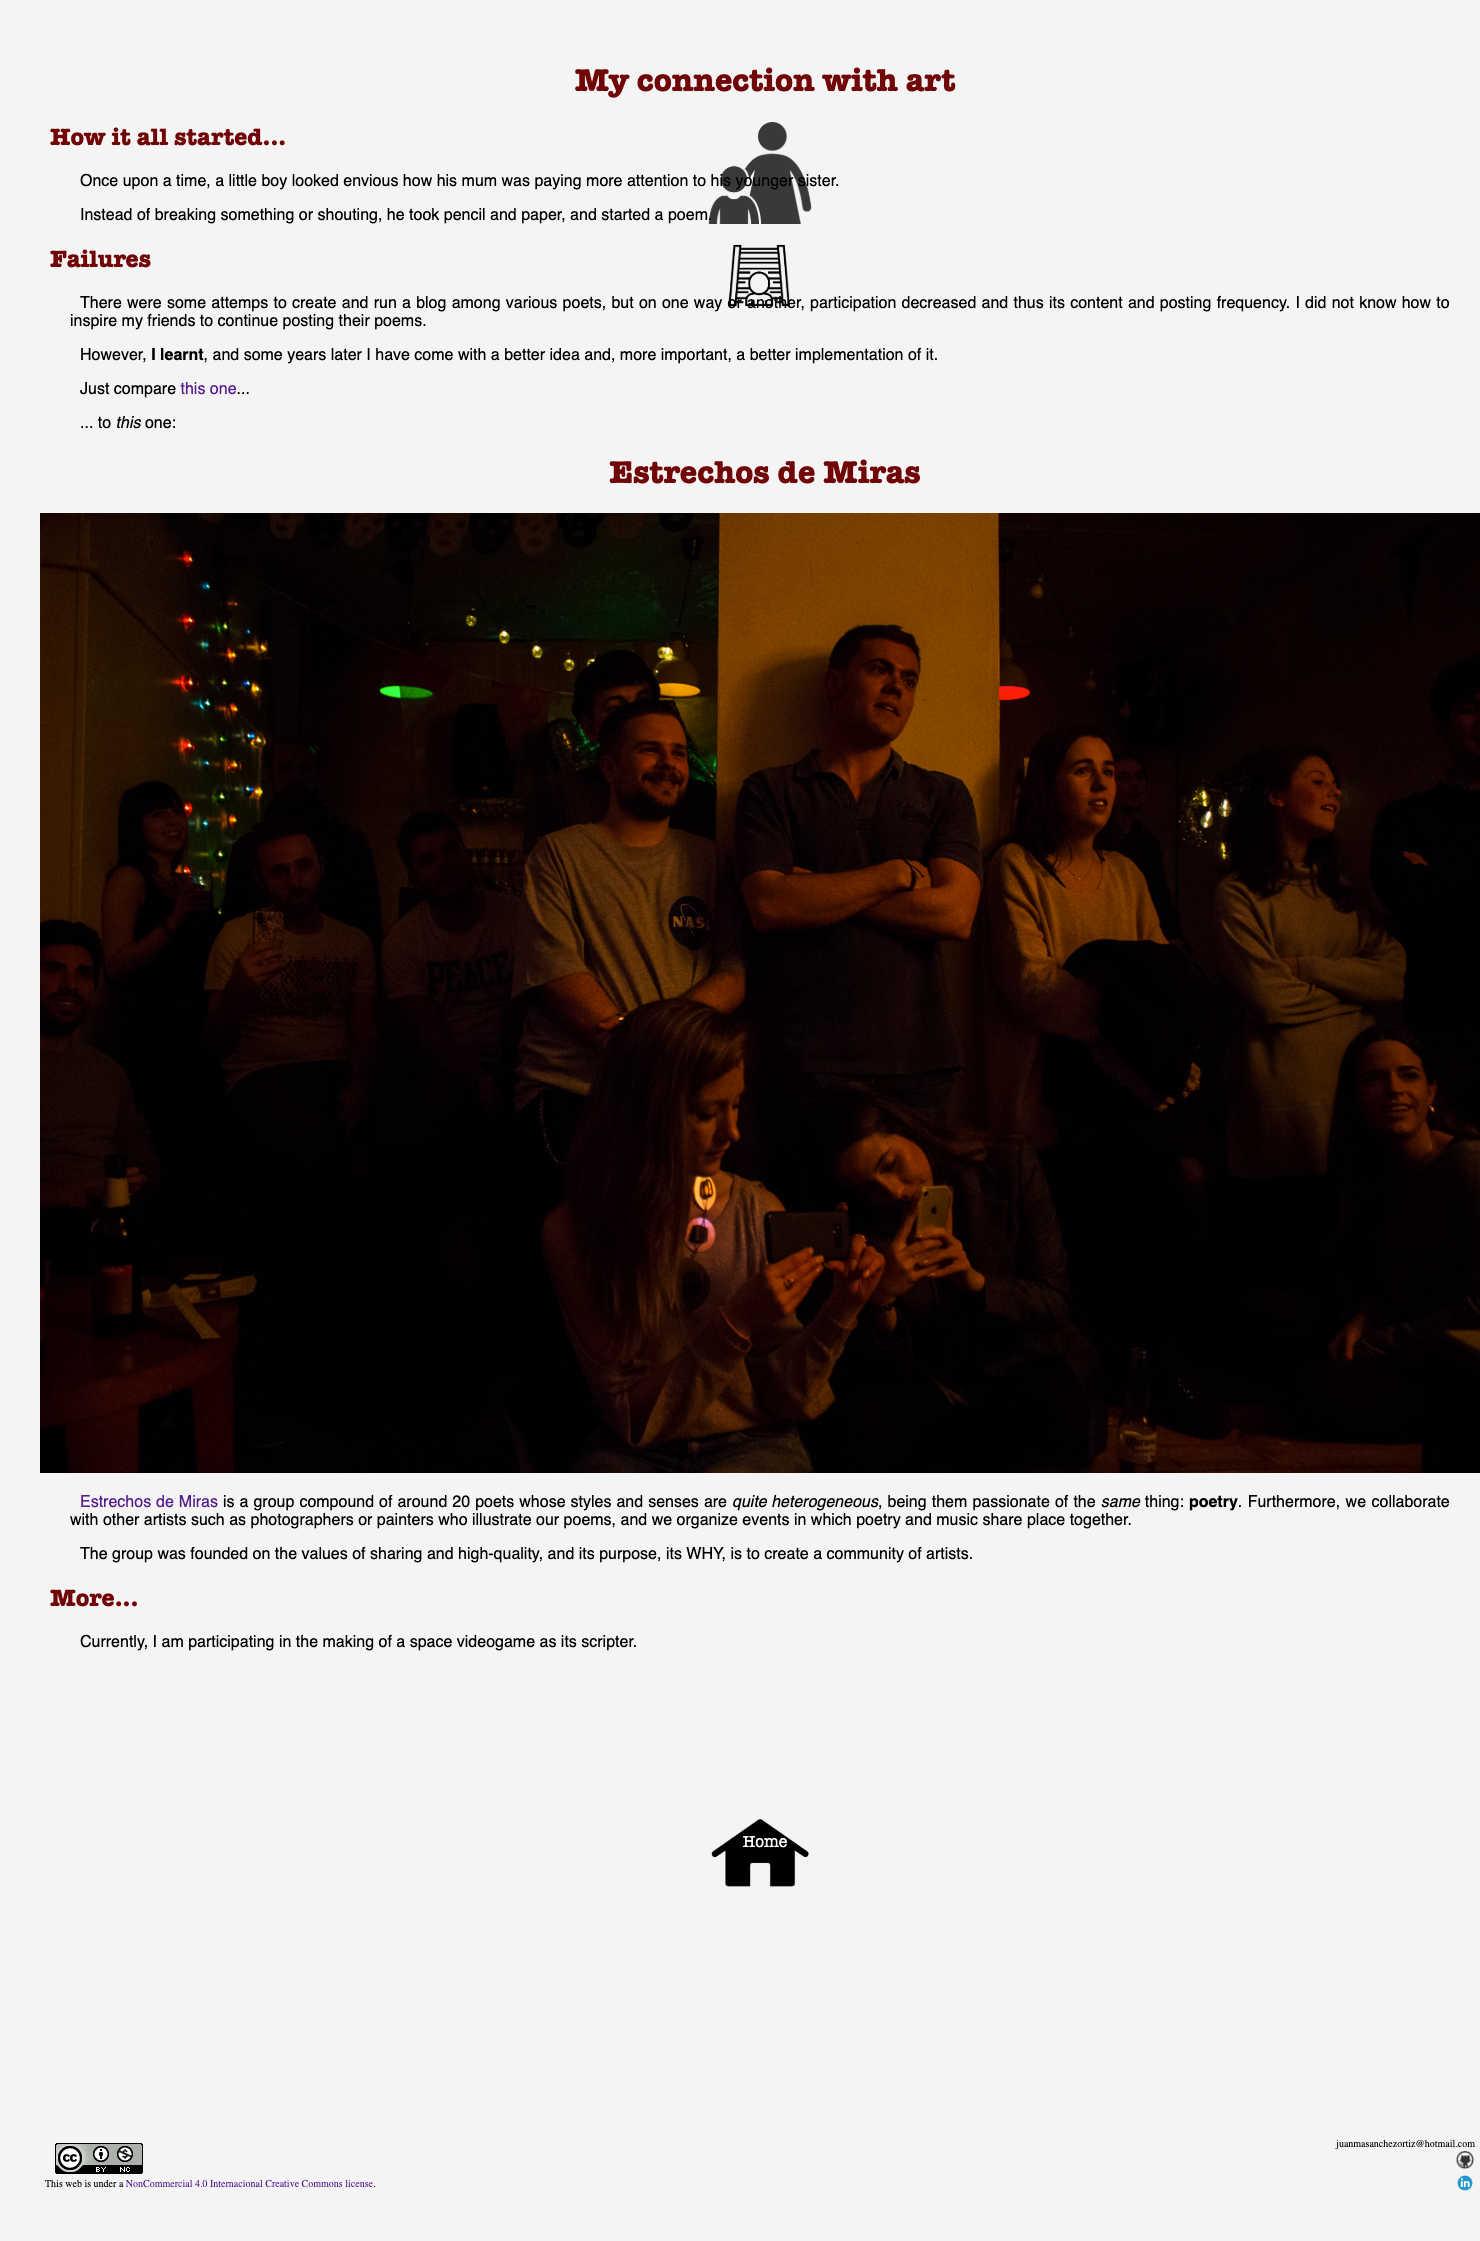 My connection with art
How it all started...
Once upon a time, a little boy looked envious how his mum was paying more attention to his younger sister.
Instead of breaking something or shouting, he took pencil and paper, and started a poem.
Failures
There were some attemps to create and run a blog among various poets, but on one way or another, participation decreased and thus its content and posting frequency. I did not know how to
inspire my friends to continue posting their poems.
However, I learnt, and some years later I have come with a better idea and, more important, a better implementation of it.
Just compare this one...
... to this one:
Estrechos de Miras
NAS
PEACE
Estrechos de Miras is a group compound of around 20 poets whose styles and senses are quite heterogeneous, being them passionate of the same thing: poetry. Furthermore, we collaborate
with other artists such as photographers or painters who illustrate our poems, and we organize events in which poetry and music share place together.
The group was founded on the values of sharing and high-quality, and its purpose, its WHY, is to create a community of artists.
More...
Currently, I am participating in the making of a space videogame as its scripter.
Home
cc
BY NC
This web is under a NonCommercial 4.0 Internacional Creative Commons license.
juanmasanchezortiz@hotmail.com
in